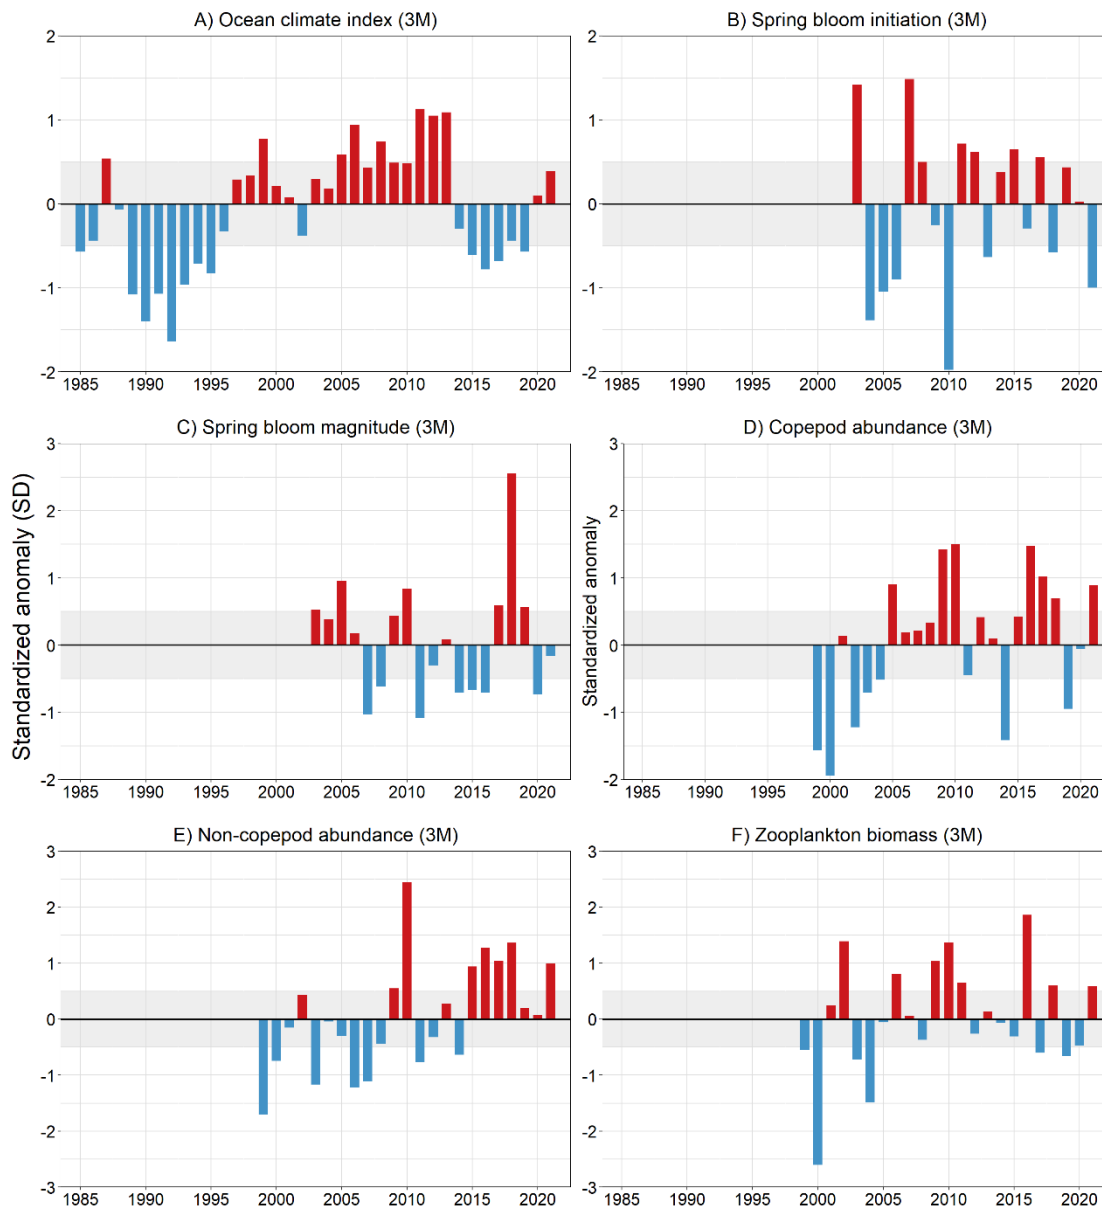 A) Ocean climate index (3M)
2
1
0
-1
-2
1985 1990 1995 2000 2005 2010 2015 2020
B) Spring bloom initiation (3M)
2
1
0
-1
-2
1985 1990 1995 2000 2005 2010 2015 2020
Standardized anomaly (SD)
C) Spring bloom magnitude (3M)
3
2
1
0
-1
-2
1985 1990 1995 2000 2005 2010 2015 2020
D) Copepod abundance (3M)
Standardized anomaly
3
2
1
0
-1
-2
1985 1990 1995 2000 2005 2010 2015 2020
E) Non-copepod abundance (3M)
3
2
1
0
-1
-2
-3
1985 1990 1995 2000 2005 2010 2015 2020
F) Zooplankton biomass (3M)
3
2
1
0
-1
-2
-3
1985 1990 1995 2000 2005 2010 2015 2020